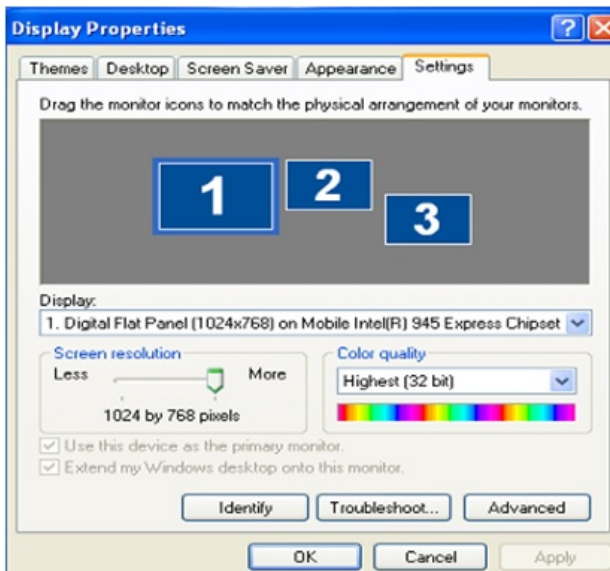 Display Properties
Themes Desktop Screen Saver Appearance Settings
Drag the monitor icons to match the physical arrangement of your monitors.
1 2 3
Display:
1. Digital Flat Panel (1024x768) on Mobile Intel(R) 945 Express Chipset
Screen resolution
Less More
1024 by 768 pixels
Color quality
Highest (32 bit)
Use this device as the primary monitor.
Extend my Windows desktop onto this monitor.
Identify Troubleshoot... Advanced
OK Cancel Apply